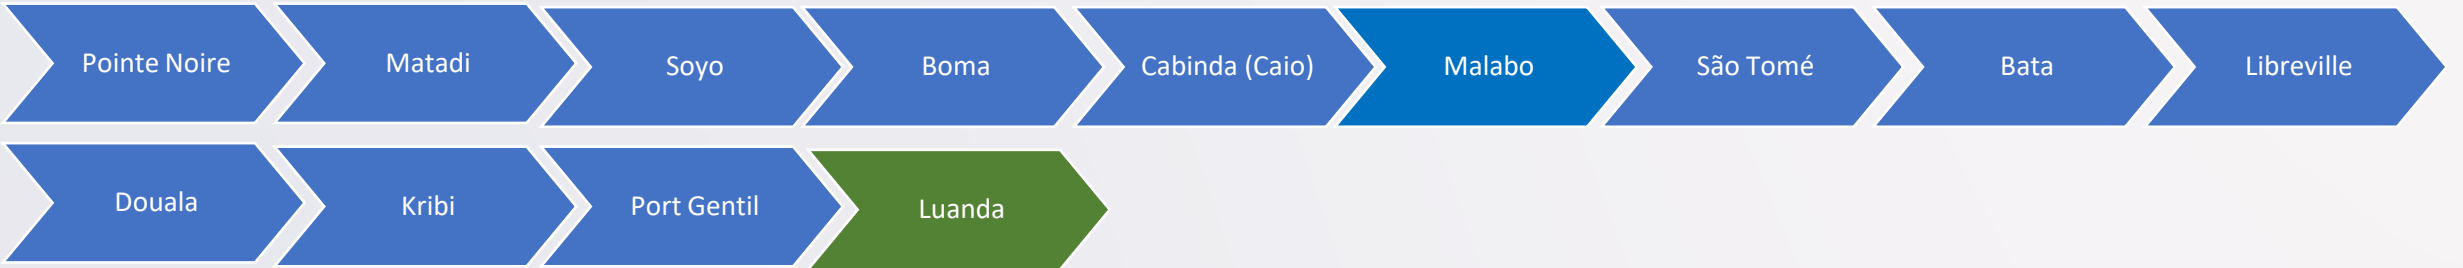 Pointe Noire
Matadi
Soyo
Boma
Cabinda (Caio)
Malabo
São Tomé
Bata
Libreville
Douala
Kribi
Port Gentil
Luanda